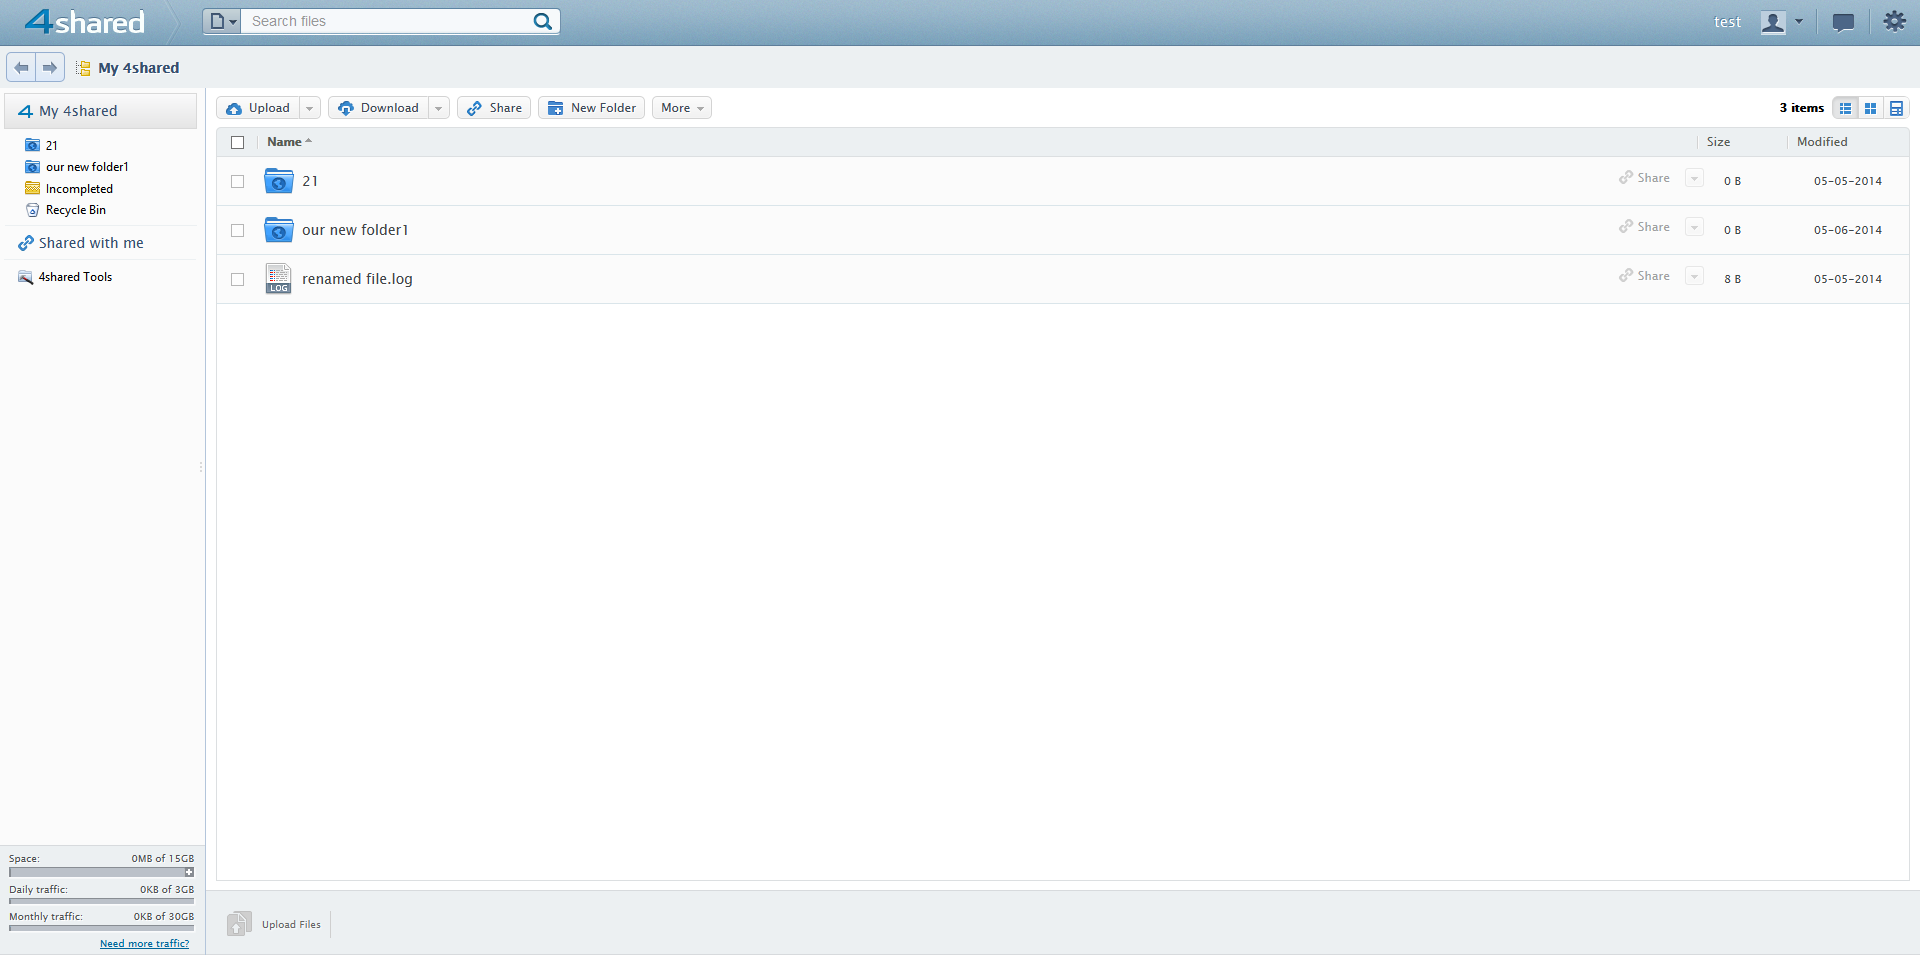 4shared
Search files
test
My 4shared
My 4shared
21
our new folder1
Incompleted
Recycle Bin
Shared with me
4shared Tools
Upload
Download
Share
New Folder
More
3 items
Name
Size
Modified
21
Share
0 B
05-05-2014
our new folder1
Share
0 B
05-06-2014
LOG
renamed file.log
Share
8 B
05-05-2014
Space: 0MB of 15GB
Daily traffic: 0KB of 3GB
Monthly traffic: 0KB of 30GB
Need more traffic?
Upload Files